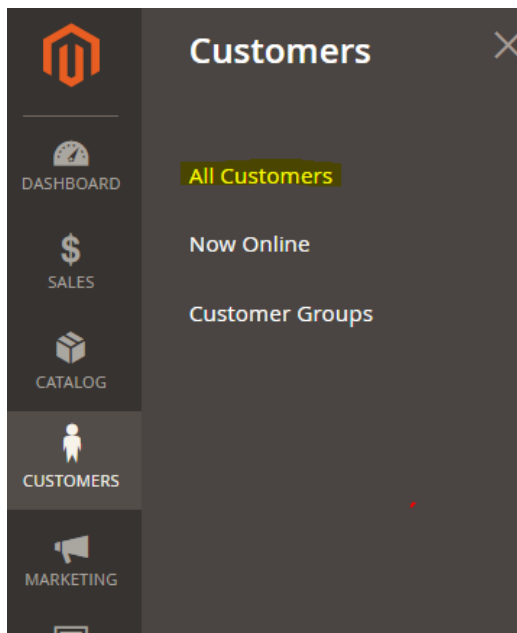 Customers
All Customers
Now Online
Customer Groups
DASHBOARD
$
SALES
CATALOG
CUSTOMERS
MARKETING